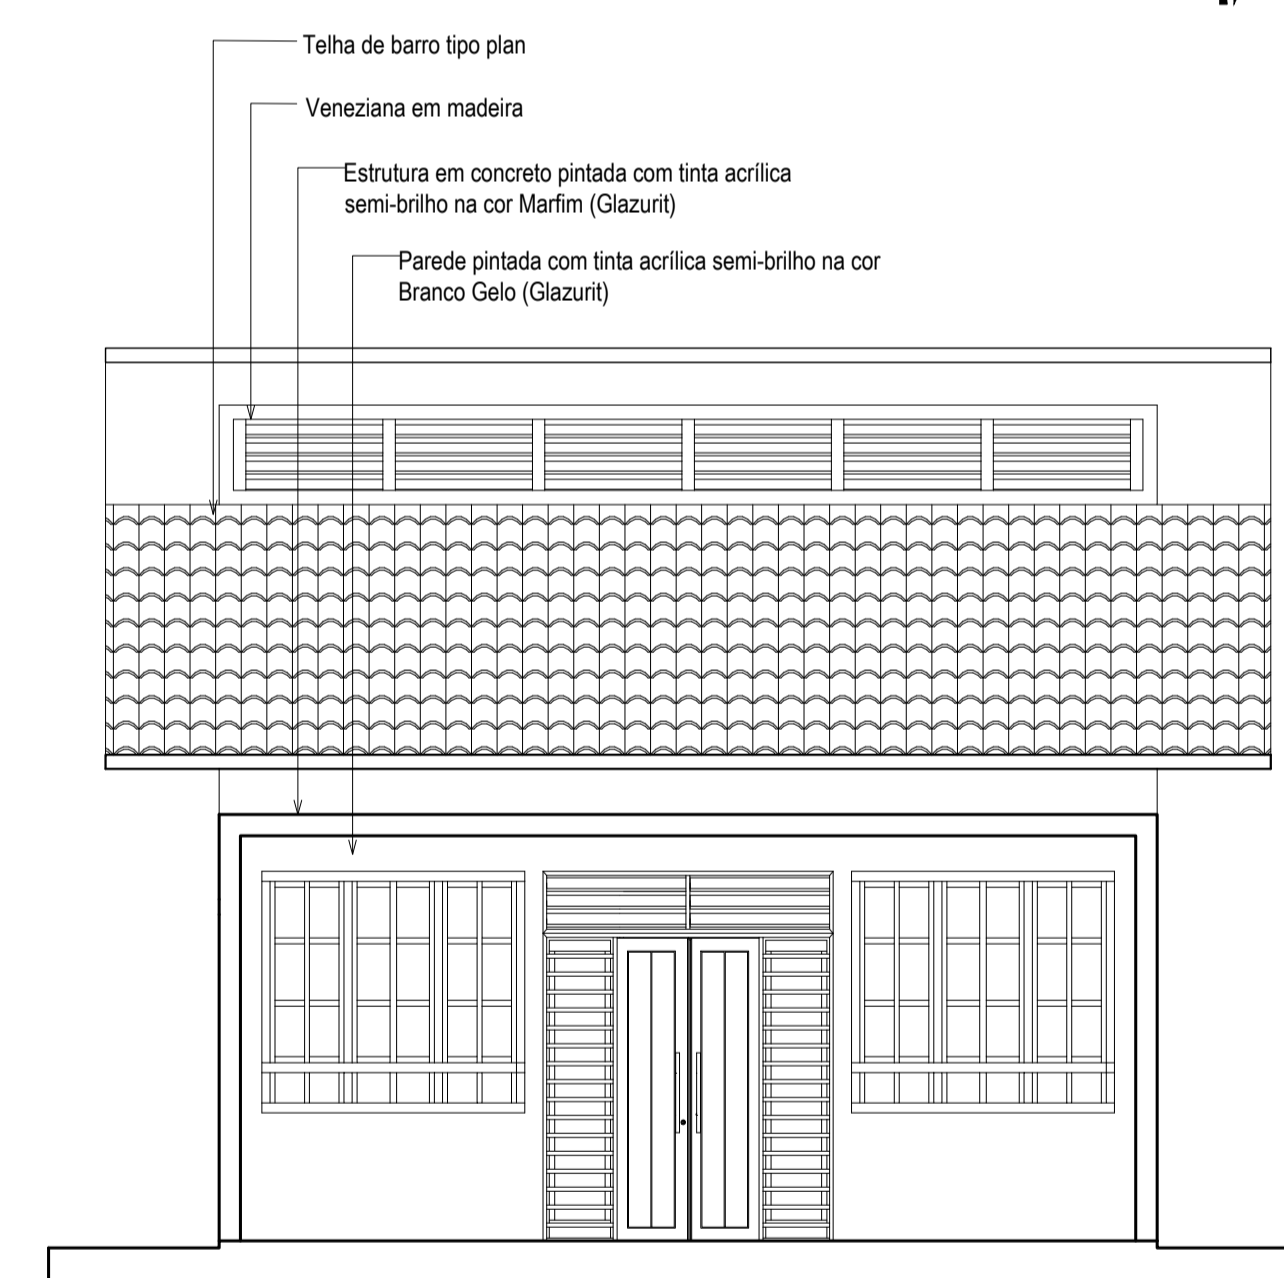 Telha de barro tipo plan
Veneziana em madeira
Estrutura em concreto pintada com tinta acrílica
semi-brilho na cor Marfim (Glazurit)
Parede pintada com tinta acrílica semi-brilho na cor
Branco Gelo (Glazurit)